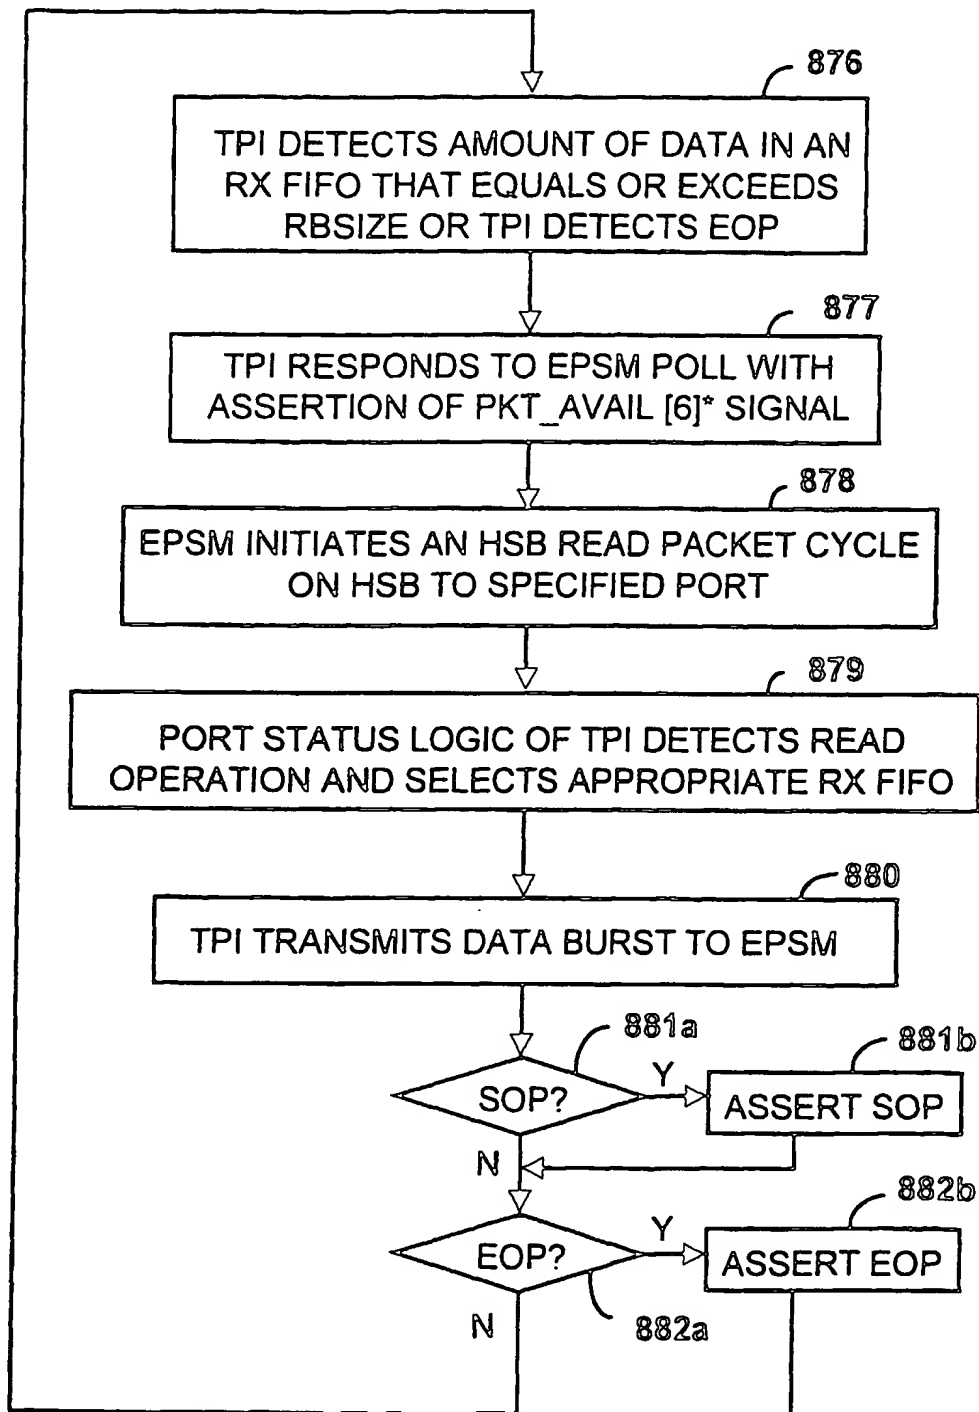 876
TPI DETECTS AMOUNT OF DATA IN AN
RX FIFO THAT EQUALS OR EXCEEDS
RBSIZE OR TPI DETECTS EOP
877
TPI RESPONDS TO EPSM POLL WITH
ASSERTION OF PKT_AVAIL [6]* SIGNAL
878
EPSM INITIATES AN HSB READ PACKET CYCLE
ON HSB TO SPECIFIED PORT
879
PORT STATUS LOGIC OF TPI DETECTS READ
OPERATION AND SELECTS APPROPRIATE RX FIFO
880
TPI TRANSMITS DATA BURST TO EPSM
881a
881b
SOP?
Y
ASSERT SOP
N
882b
EOP?
Y
ASSERT EOP
N
882a